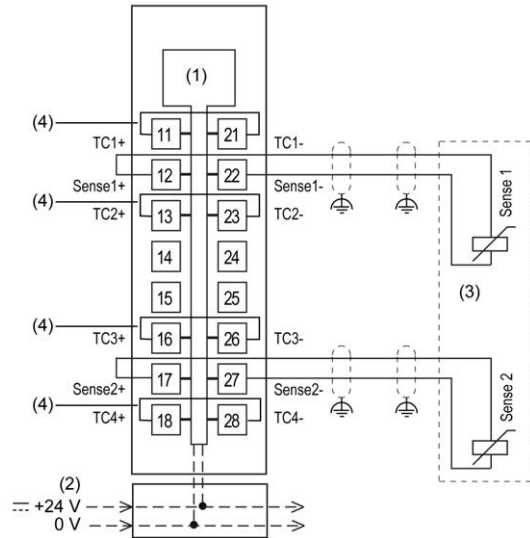 (1)
(4)
11 21
TC1+ TC1-
12 22
Sense1+ Sense1-
(4)
13 23
TC2+ TC2-
14 24
15 25
(4)
16 26
TC3+ TC3-
17 27
Sense2+ Sense2-
(4)
18 28
TC4+ TC4-
Sense 1
(3)
Sense 2
(2)
+24 V
0 V